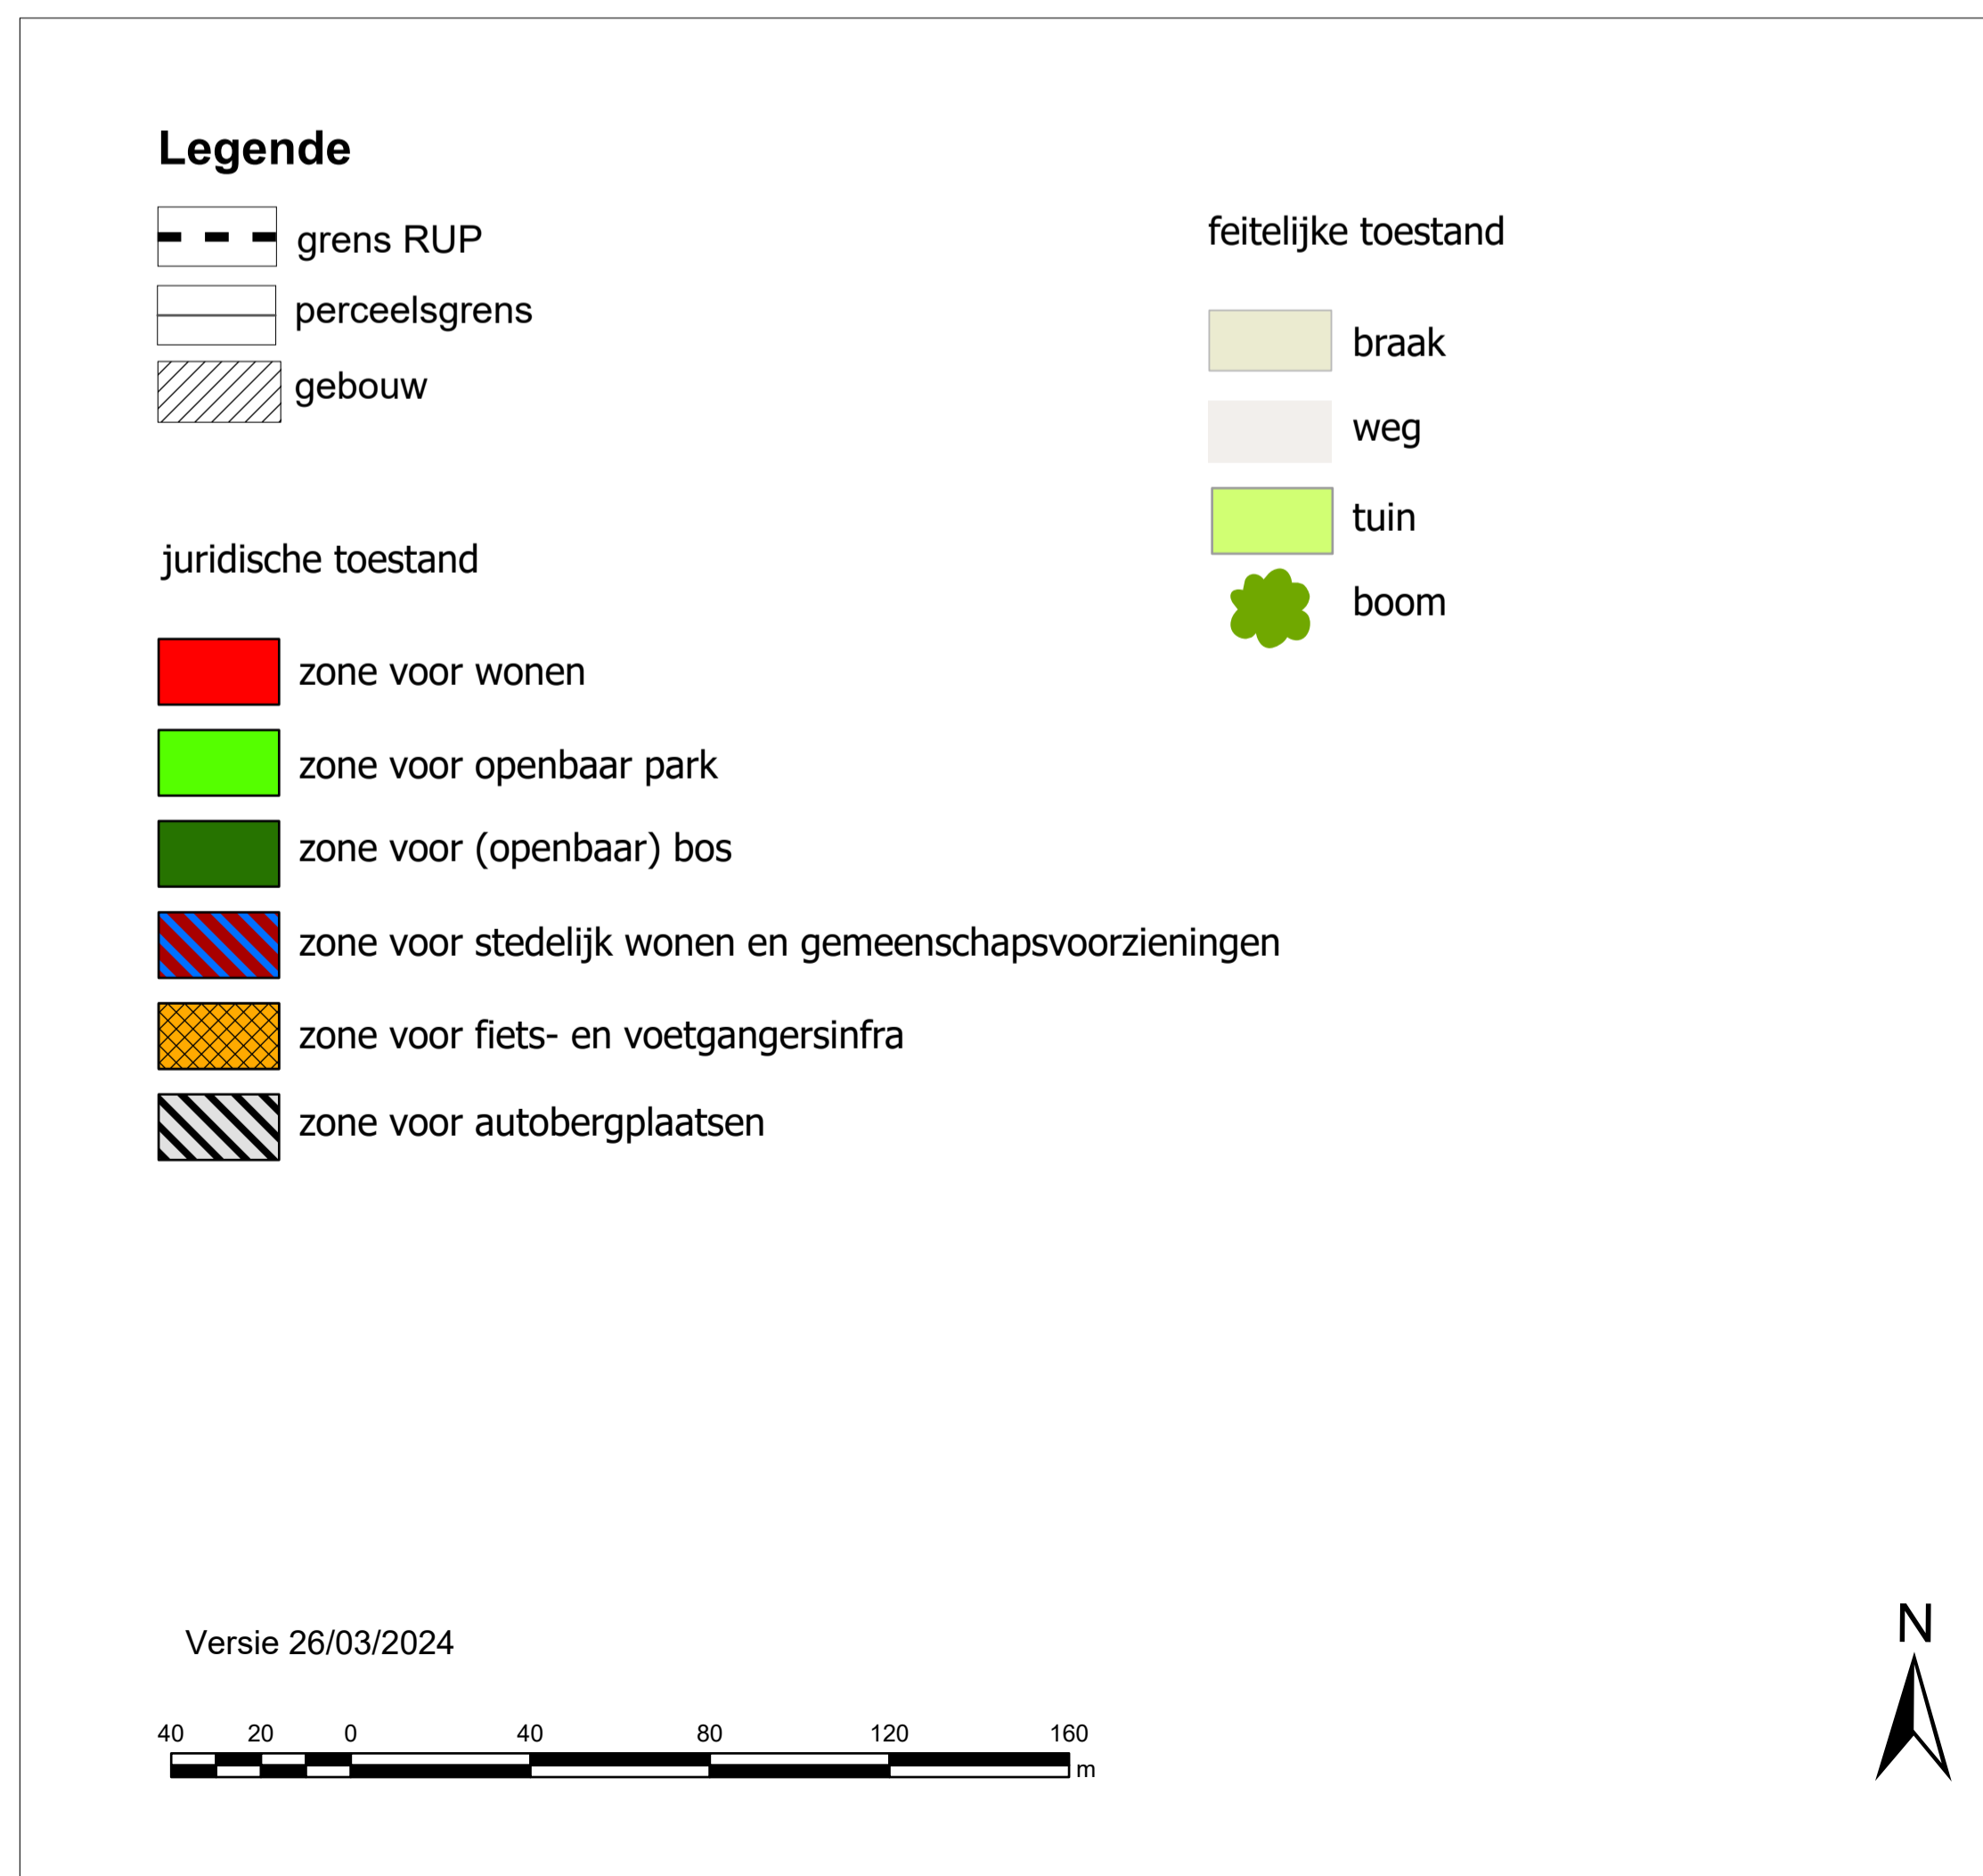 Legende
grens RUP
perceelsgrens
gebouw
juridische toestand
zone voor wonen
zone voor openbaar park
zone voor (openbaar) bos
zone voor stedelijk wonen en gemeenschapsvoorzieningen
zone voor fiets- en voetgangersinfra
zone voor autobergplaatsen
feitelijke toestand
braak
weg
tuin
boom
Versie 26/03/2024
40 20 0 40 80 120 160
m
N